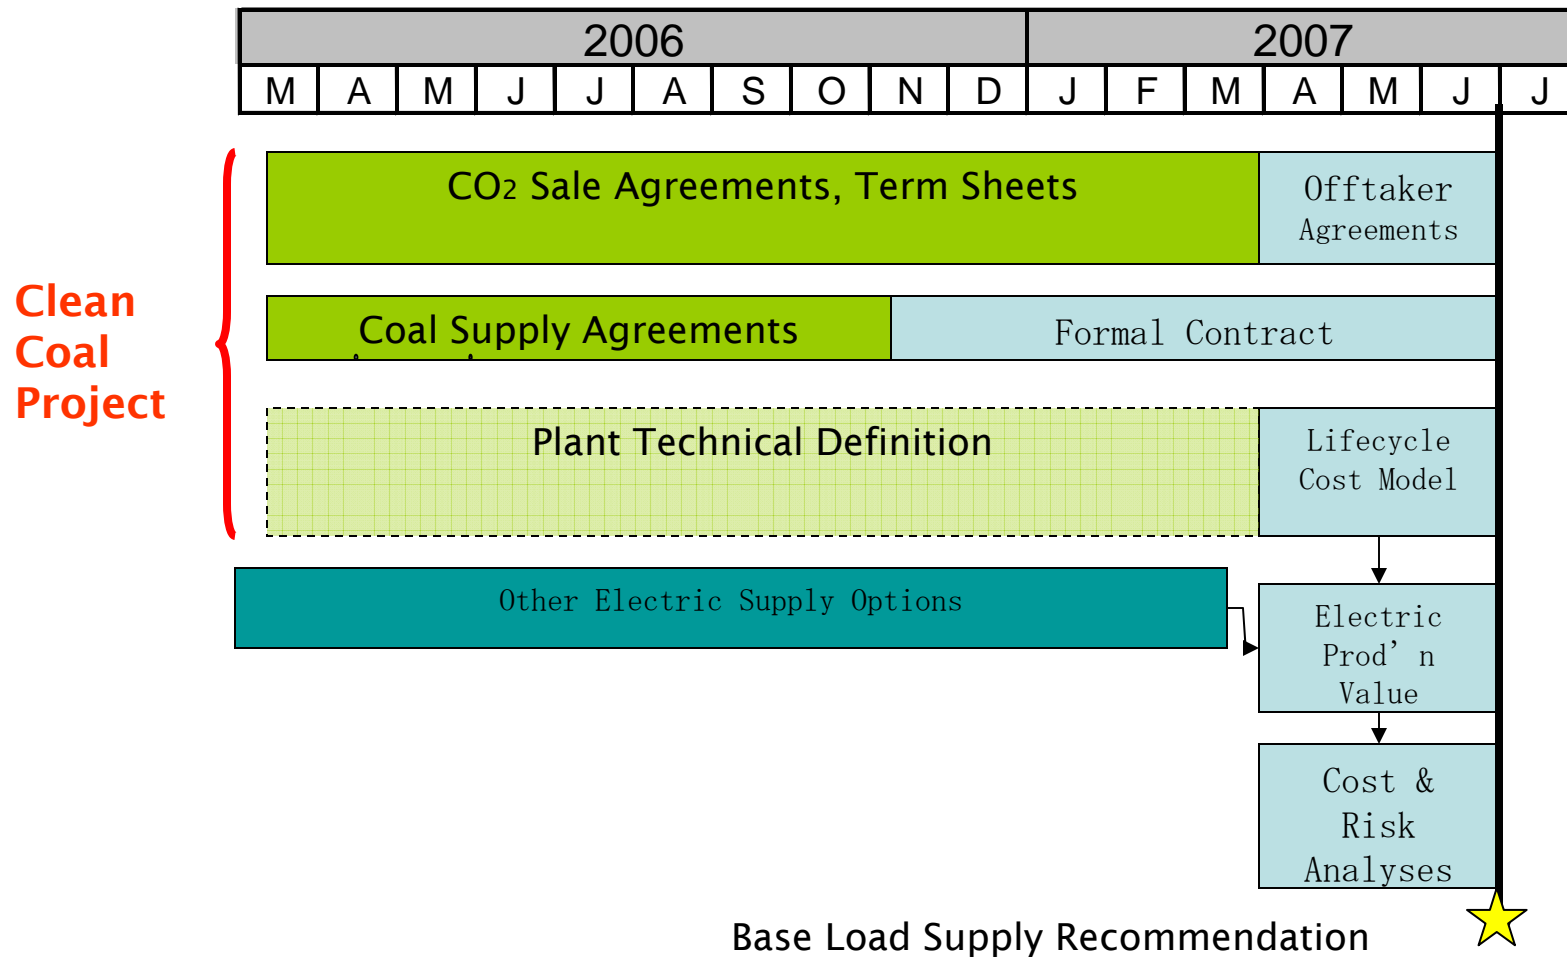 2006 2007
M A M J J A S O N D J F M A M J J
CO2 Sale Agreements, Term Sheets
Offtaker
Agreements
Clean
Coal
Project
Coal Supply Agreements
Formal Contract
Plant Technical Definition
Lifecycle
Cost Model
Other Electric Supply Options
Electric
Prod’n
Value
Cost &
Risk
Analyses
Base Load Supply Recommendation